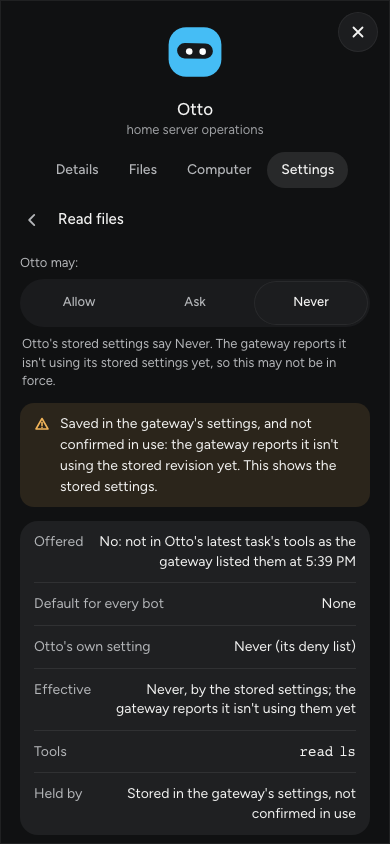 Otto
home server operations
Details Files Computer Settings
Read files
Otto may:
Allow Ask Never
Otto's stored settings say Never. The gateway reports it
isn't using its stored settings yet, so this may not be in
force.
Saved in the gateway's settings, and not
confirmed in use: the gateway reports it isn't
using the stored revision yet. This shows the
stored settings.
Offered No: not in Otto's latest task's tools as the
gateway listed them at 5:39 PM
Default for every bot None
Otto's own setting Never (its deny list)
Effective Never, by the stored settings; the
gateway reports it isn't using them yet
Tools read ls
Held by Stored in the gateway's settings, not
confirmed in use